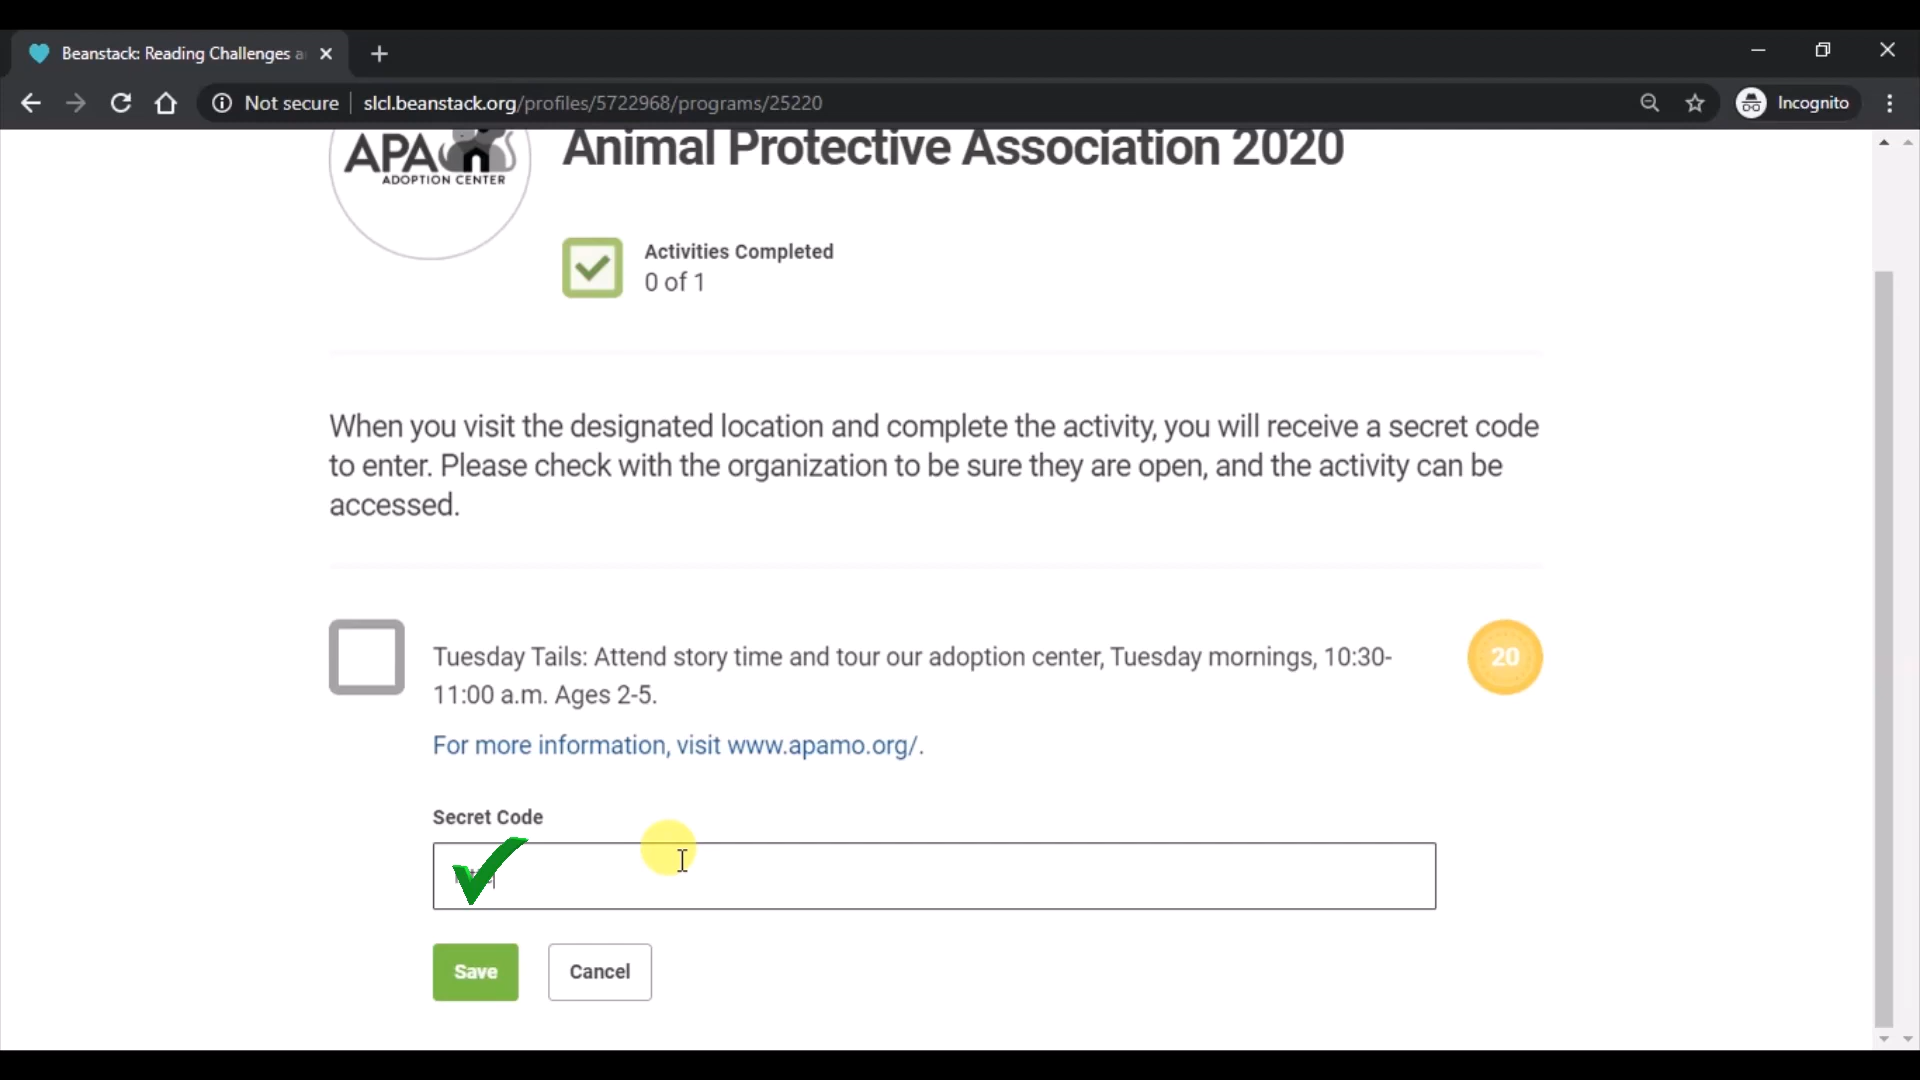 Beanstack: Reading Challenges a
Not secure
slcl.beanstack.org/profiles/5722968/programs/25220
Incognito
APA
ADOPTION CENTER
Animal Protective Association 2020
Activities Completed
0 of 1
When you visit the designated location and complete the activity, you will receive a secret code
to enter. Please check with the organization to be sure they are open, and the activity can be
accessed.
Tuesday Tails: Attend story time and tour our adoption center, Tuesday mornings, 10:30-
11:00 a.m. Ages 2-5.
20
For more information, visit www.apamo.org/.
Secret Code
Save
Cancel